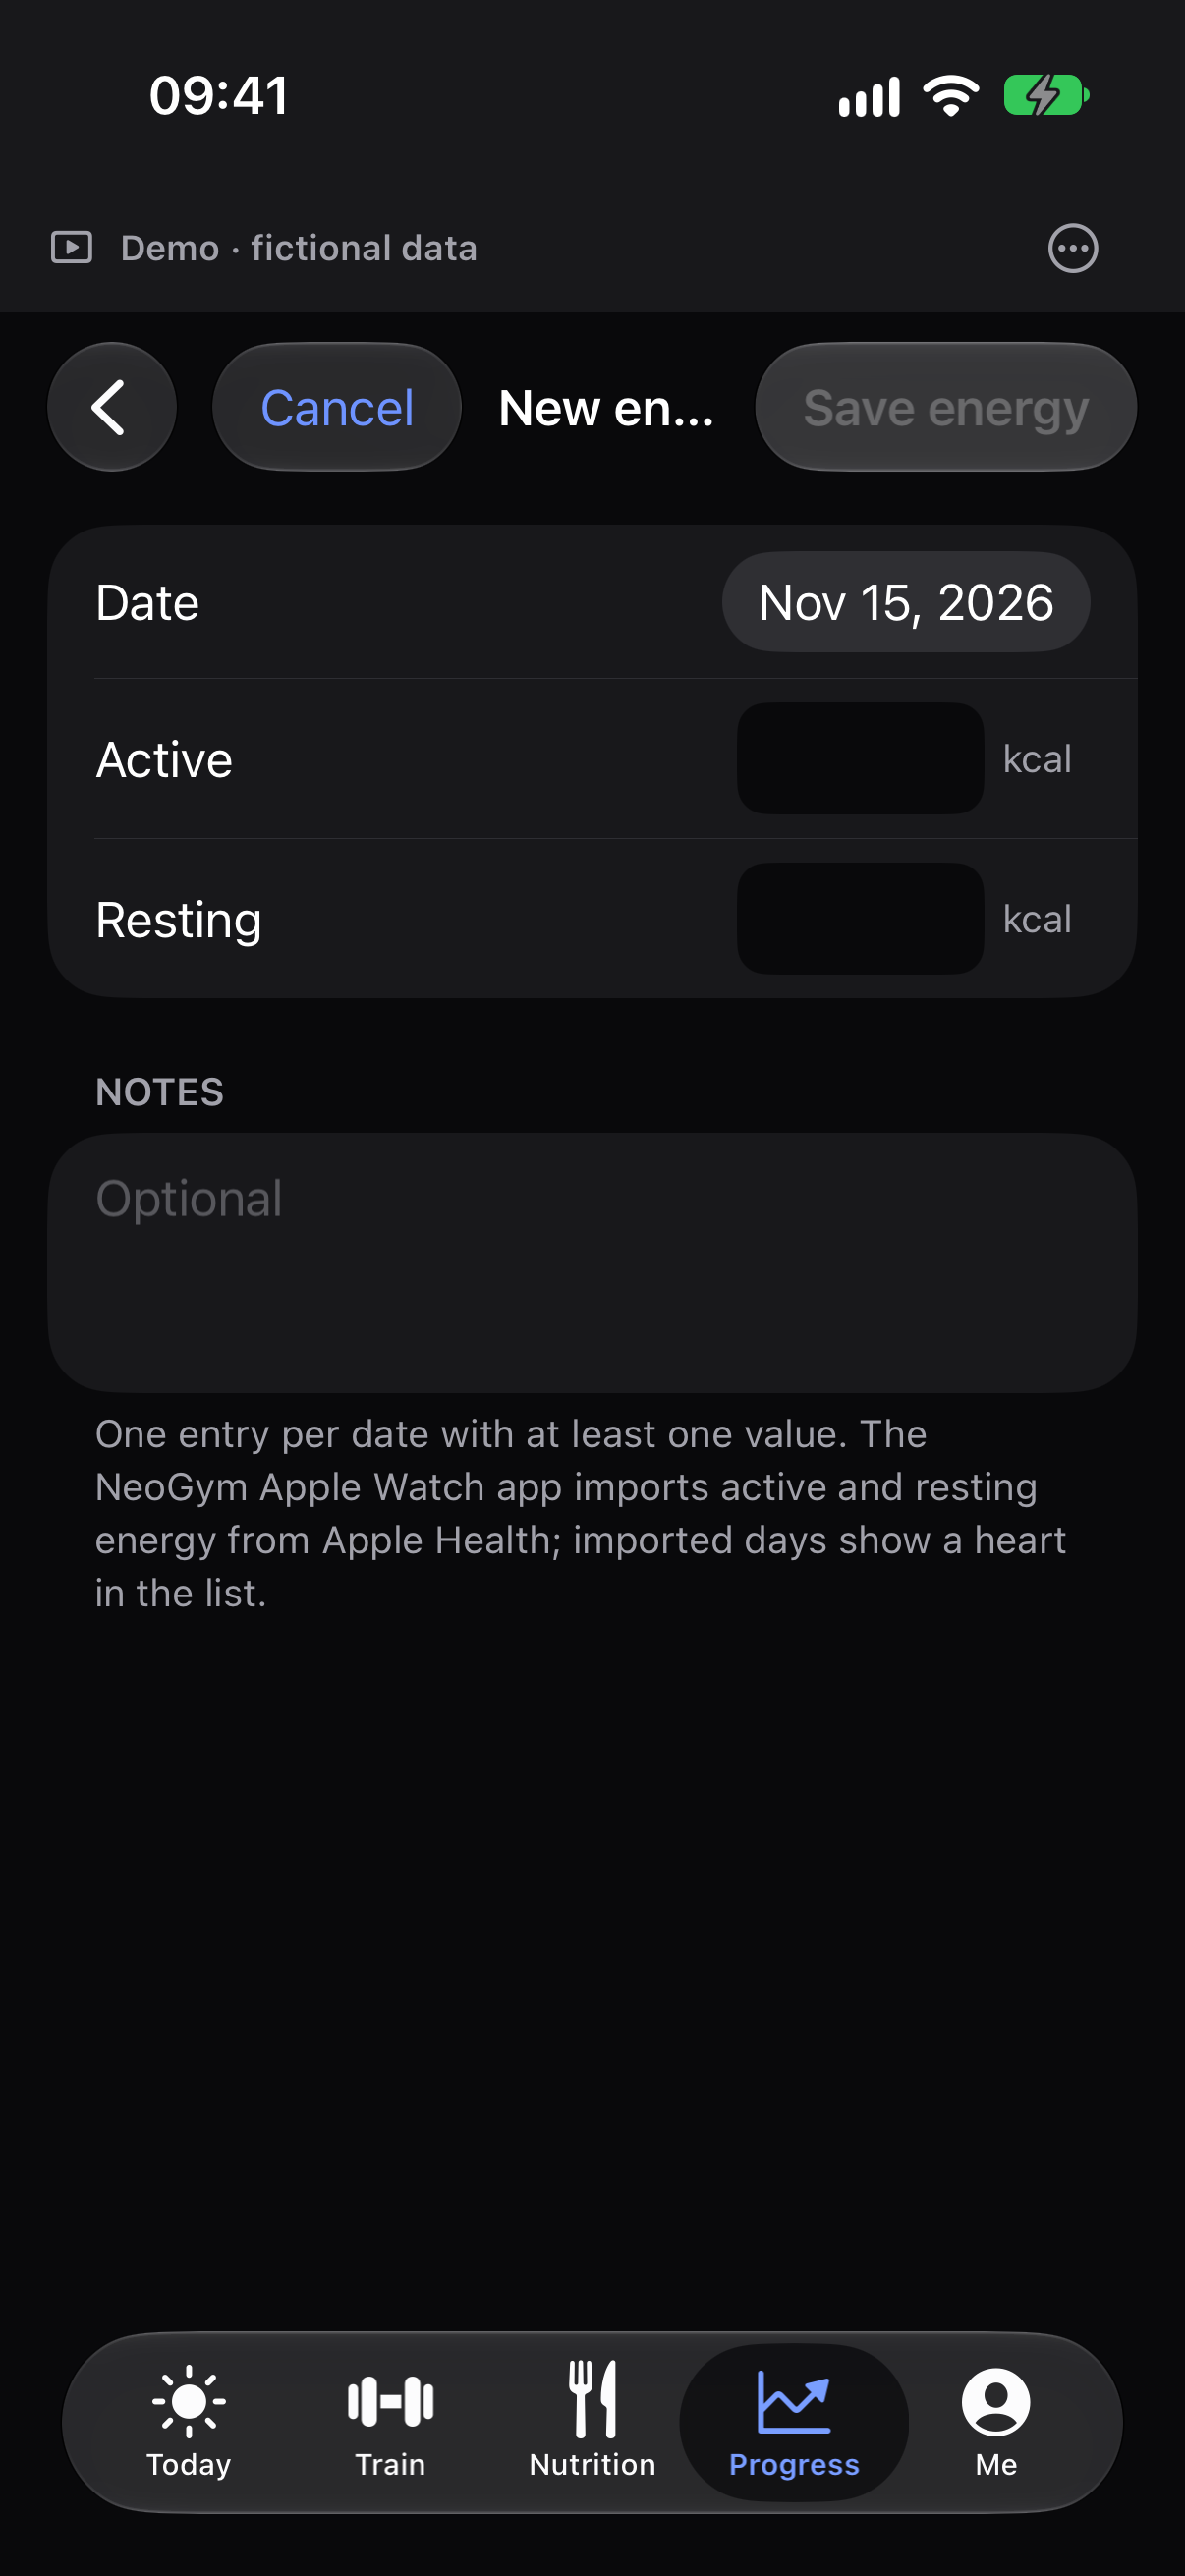 09:41
Demo · fictional data
Cancel
New en...
Save energy
Date
Nov 15, 2026
Active
kcal
Resting
kcal
NOTES
Optional
One entry per date with at least one value. The
NeoGym Apple Watch app imports active and resting
energy from Apple Health; imported days show a heart
in the list.
Today
Train
Nutrition
Progress
Me